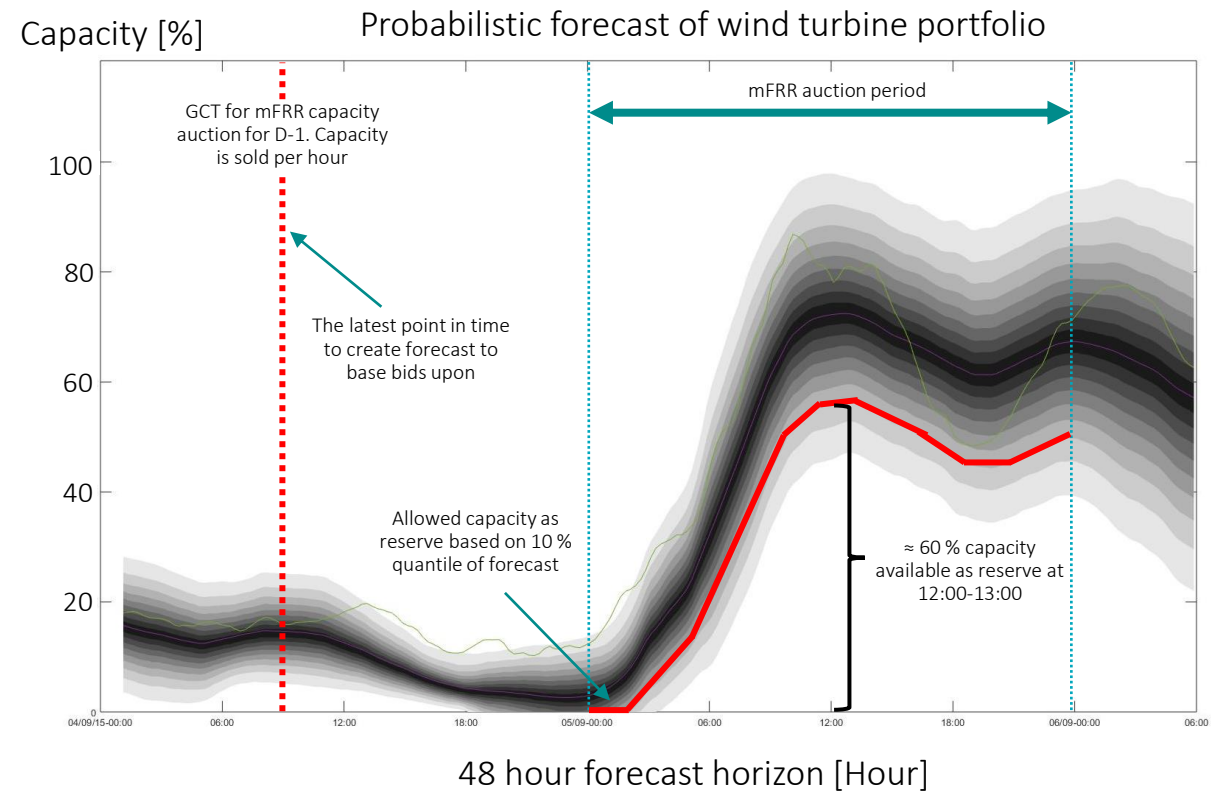 Probabilistic forecast of wind turbine portfolio
Capacity [%]
mFRR auction period
GCT for mFRR capacity
auction for D-1. Capacity
is sold per hour
100
80
The latest point in time
to create forecast to
base bids upon
60
40
Allowed capacity as
reserve based on 10 %
quantile of forecast
≈ 60 % capacity
available as reserve at
12:00-13:00
20
0
04/09/15-00:00 06:00 12:00 18:00 05/09-00:00 06:00 12:00 18:00 06/09-00:00 06:00
48 hour forecast horizon [Hour]